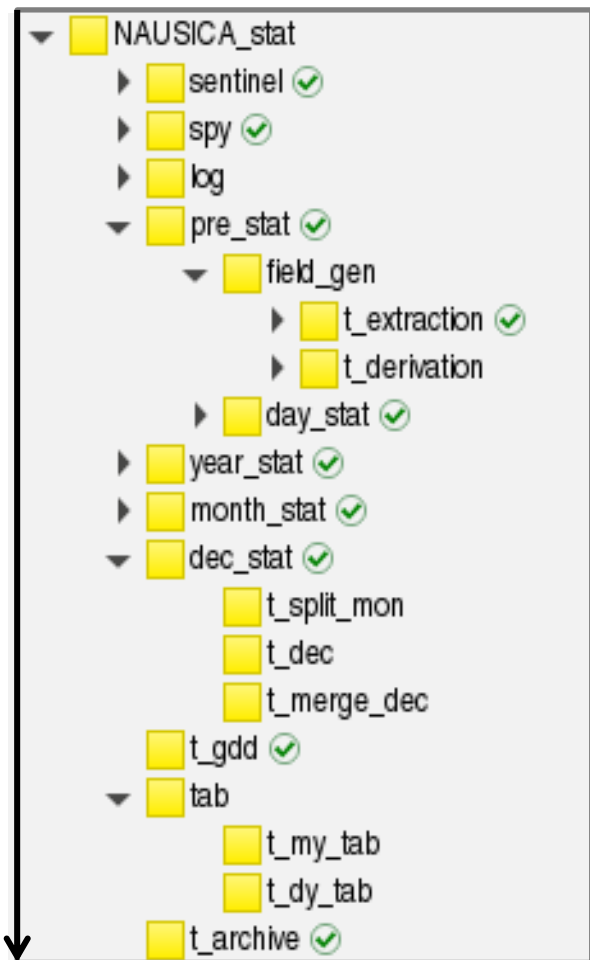 NAUSICA_stat
sentinel
spy
log
pre_stat
field_gen
t_extraction
t_derivation
day_stat
year_stat
month_stat
dec_stat
t_split_mon
t_dec
t_merge_dec
t_gdd
tab
t_my_tab
t_dy_tab
t_archive